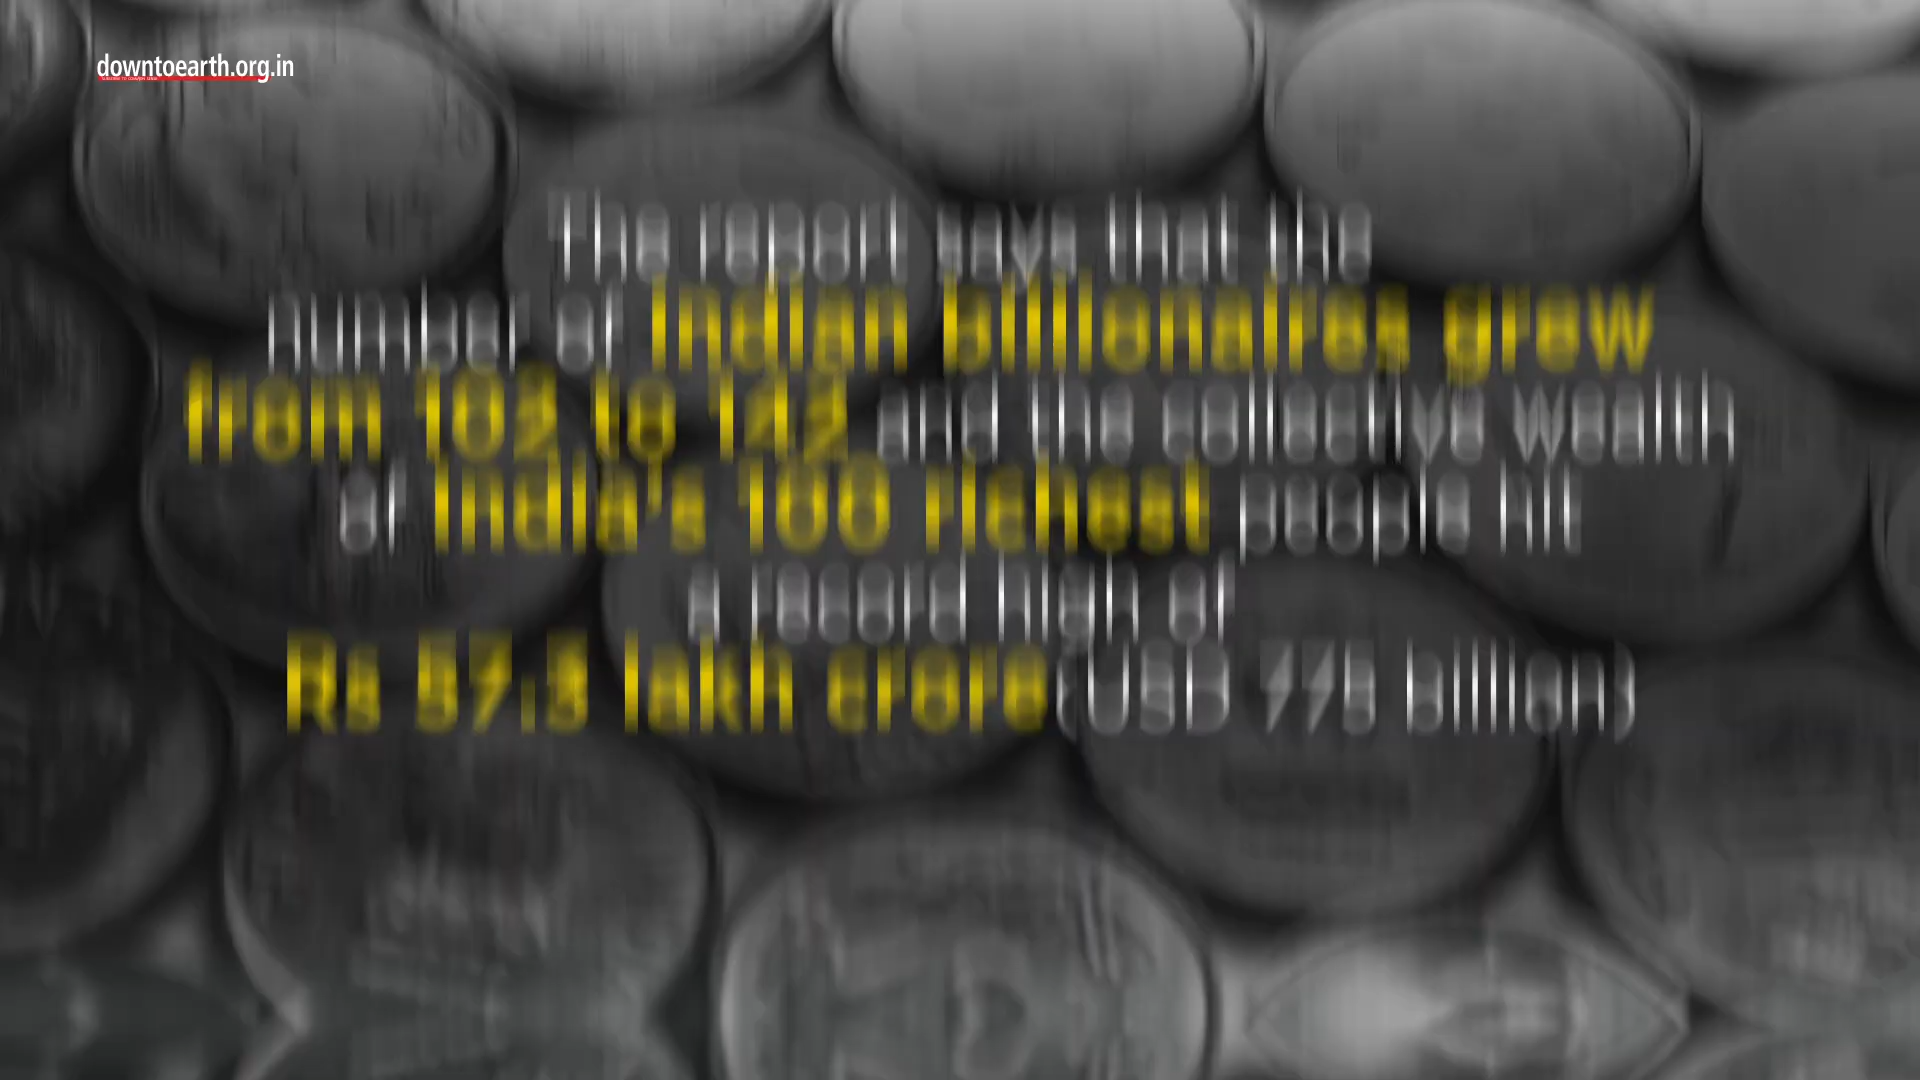 downtoearth.org.in
The report says that the
number of Indian billionaires grew
from 102 to 142 and the collective wealth
of India's 100 richest people hit
a record high of
Rs 57.3 lakh crore (USD 775 billion)